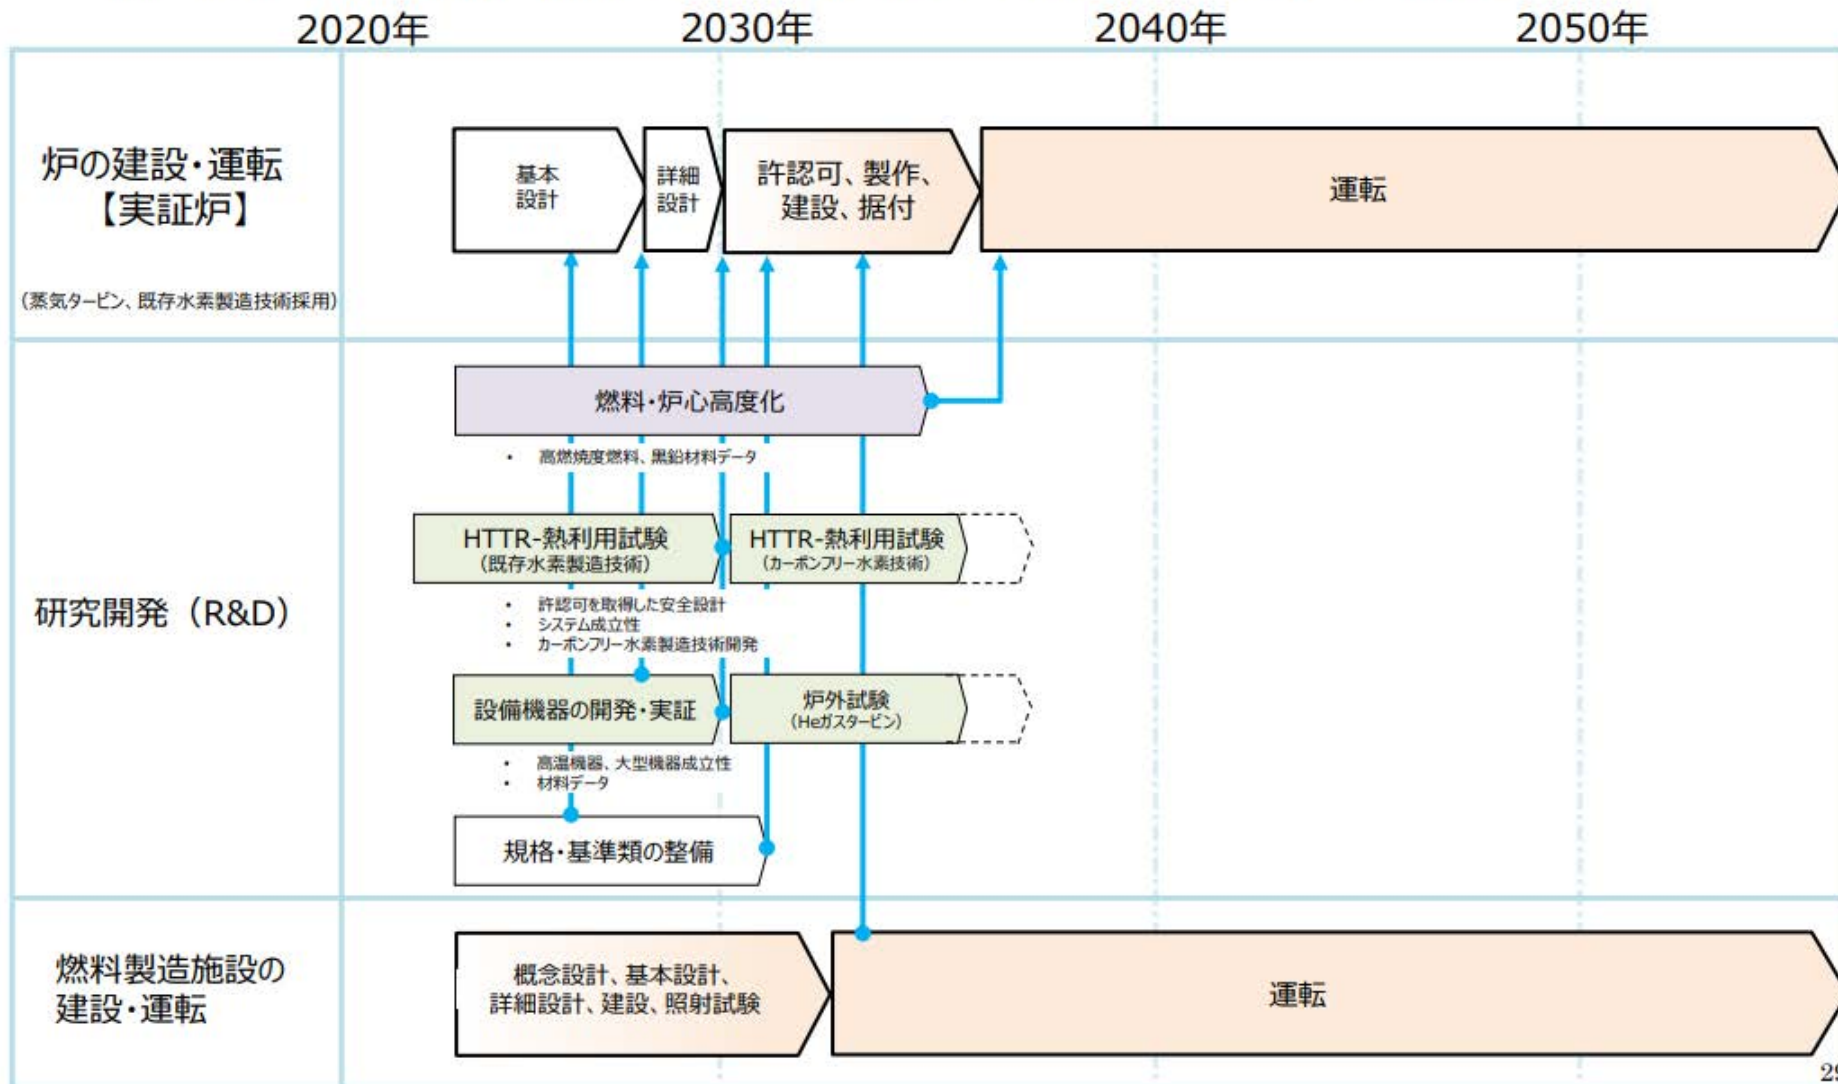 2020年
2030年
2040年
2050年
炉の建設・運転
【実証炉】
(蒸気タービン、既存水素製造技術採用)
基本
設計
詳細
設計
許認可、製作、
建設、据付
運転
研究開発（R&D）
燃料・炉心高度化
• 高燃焼度燃料、黒鉛材料データ
HTTR-熱利用試験
(既存水素製造技術)
HTTR-熱利用試験
(カーボンフリー水素技術)
• 許認可を取得した安全設計
• システム成立性
• カーボンフリー水素製造技術開発
設備機器の開発・実証
炉外試験
(Heガスタービン)
• 高温機器、大型機器成立性
• 材料データ
規格・基準類の整備
燃料製造施設の
建設・運転
概念設計、基本設計、
詳細設計、建設、照射試験
運転
29